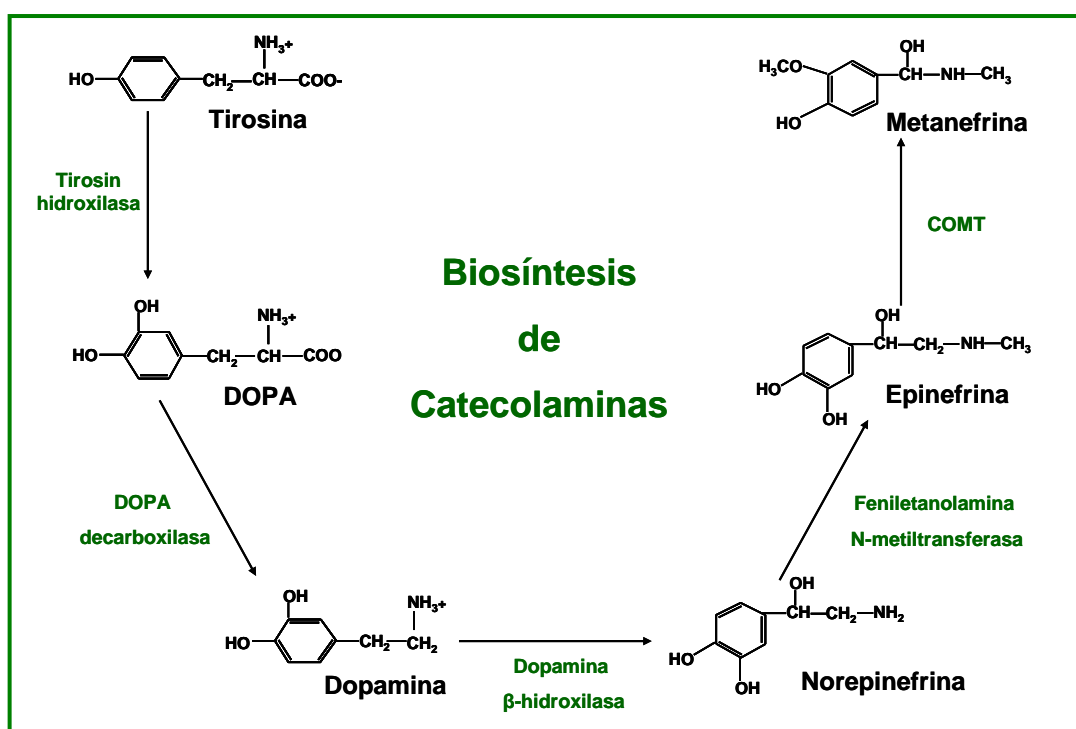 NH3+
HO CH2 CH COO-
Tirosina
Tirosin
hidroxilasa
OH
NH3+
HO CH2 CH COO
DOPA
DOPA
decarboxilasa
OH
NH3+
HO CH2 CH2
Dopamina
Dopamina
β-hidroxilasa
Biosíntesis
de
Catecolaminas
OH
CH CH2 NH2
HO
OH
Norepinefrina
Feniletanolamina
N-metiltransferasa
OH
CH CH2 NH CH3
HO
OH
Epinefrina
COMT
OH
H3CO CH NH CH3
HO
Metanefrina